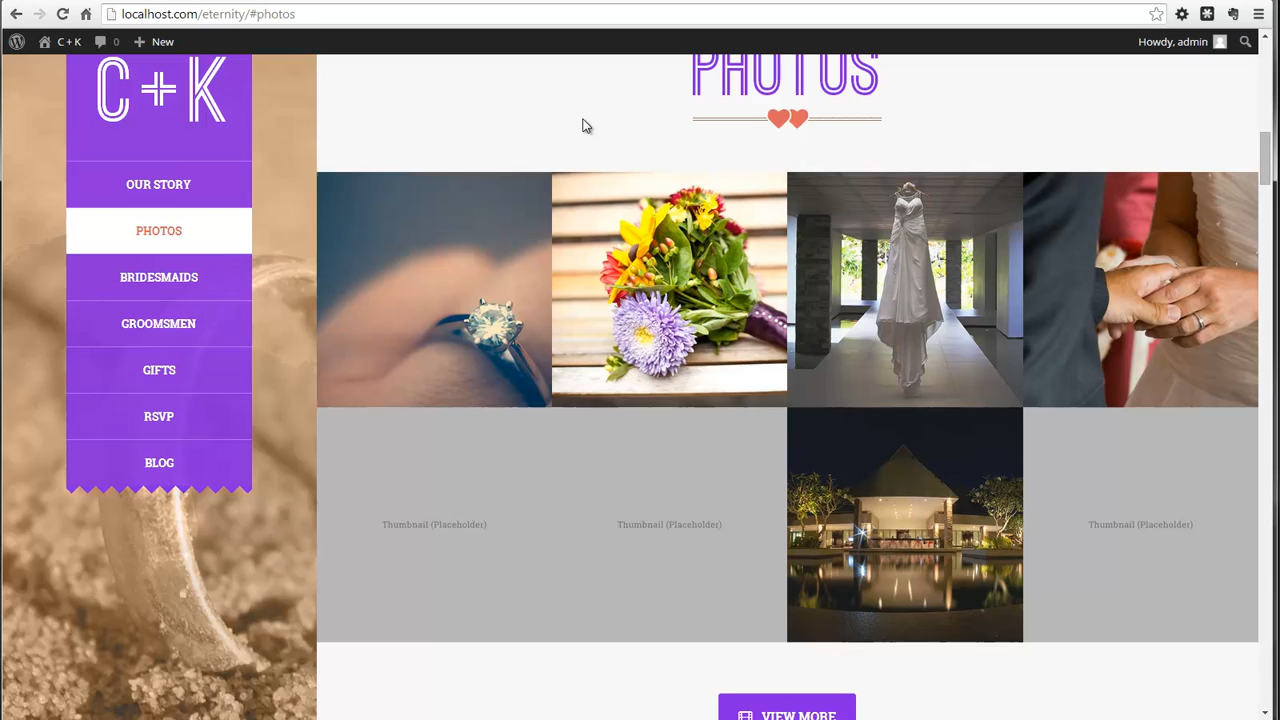 localhost.com/eternity/#photos
C + K
0
New
Howdy, admin
C+K
OUR STORY
PHOTOS
BRIDESMAIDS
GROOMSMEN
GIFTS
RSVP
BLOG
PHOTOS
Thumbnail (Placeholder)
Thumbnail (Placeholder)
Thumbnail (Placeholder)
VIEW MORE